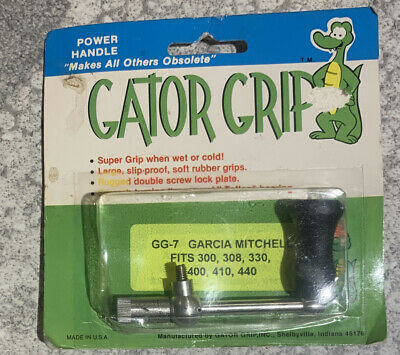 POWER
HANDLE
"Makes All Others Obsolete"
TM
GATOR GRIP
• Super Grip when wet or cold!
• Large, slip-proof, soft rubber grips.
• Rugged double screw lock plate.
GG-7 GARCIA MITCHELL
FITS 300, 308, 330,
400, 410, 440
MADE IN U.S.A.
Manufactured by GATOR GRIP, INC., Shelbyville, Indiana 46176